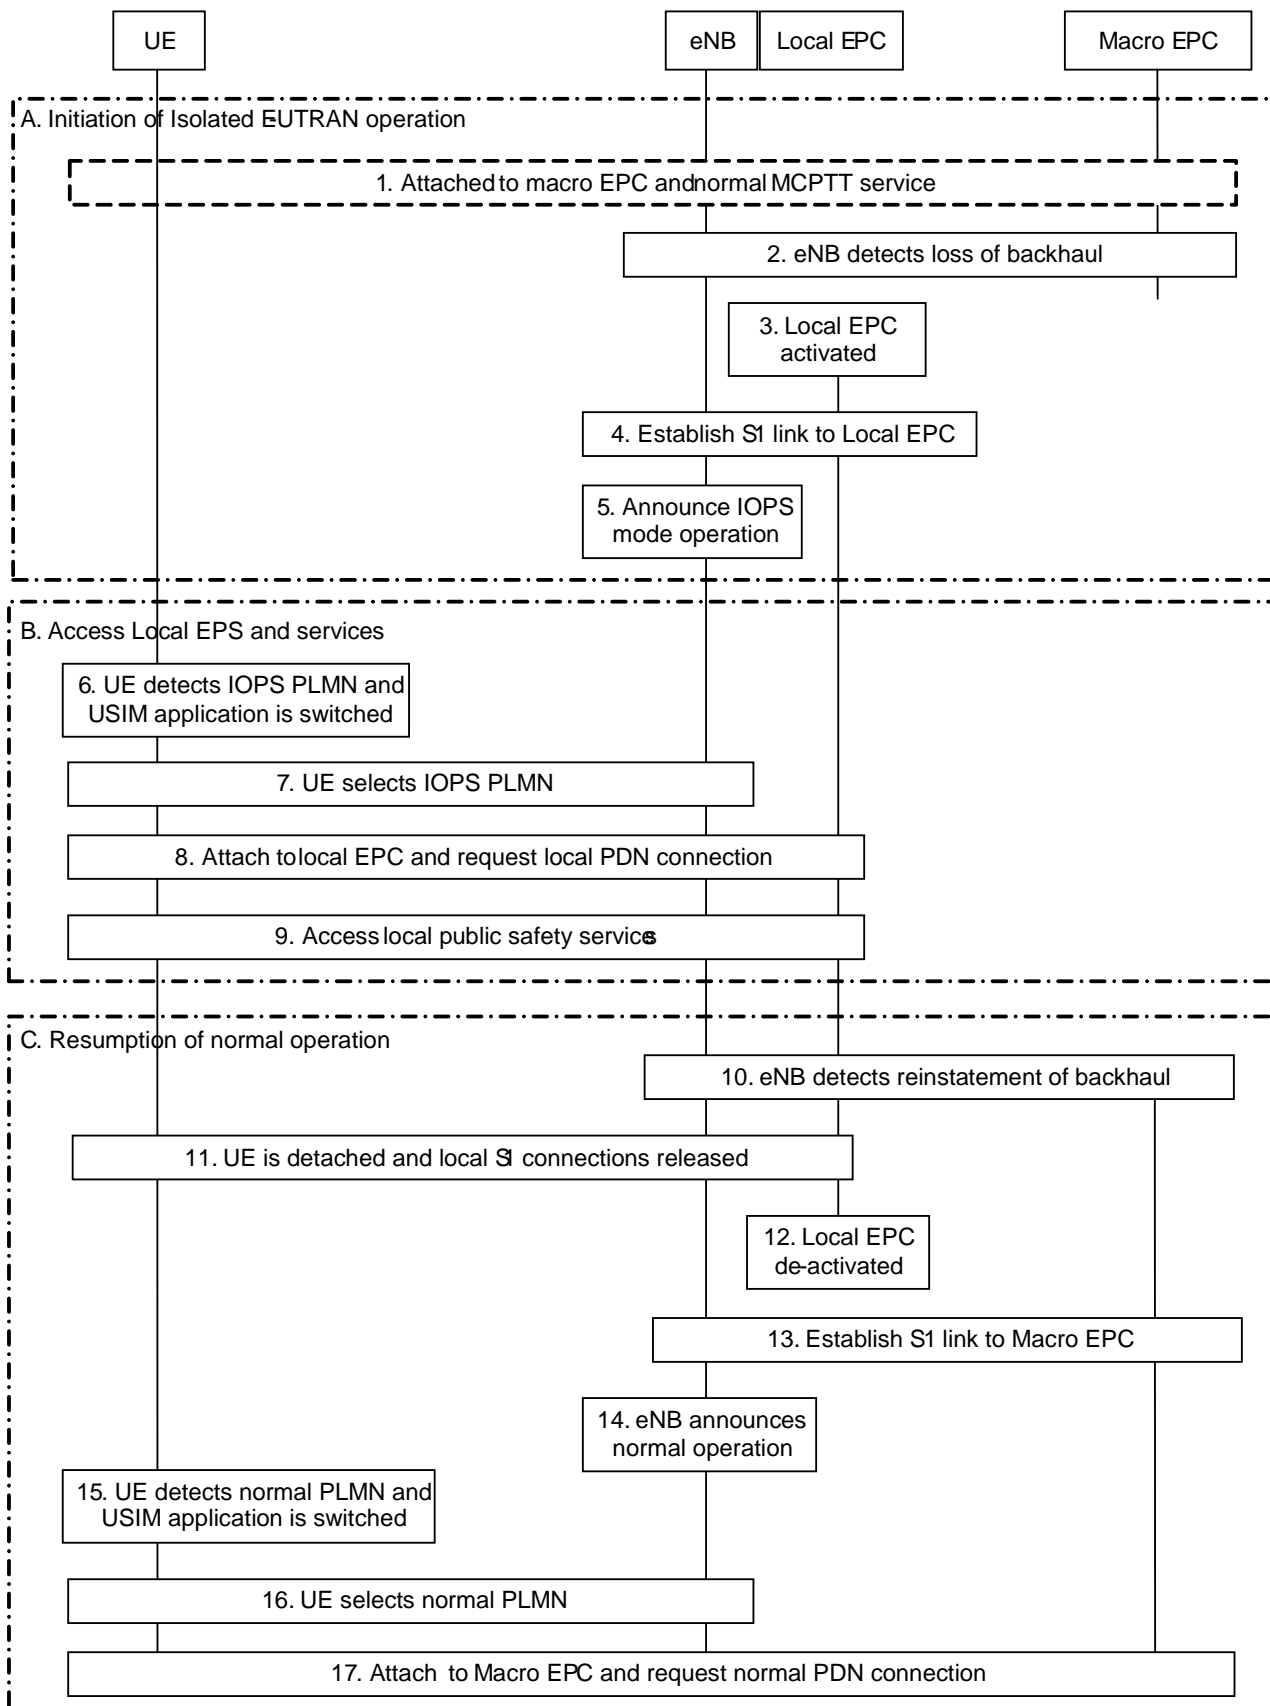 UE
eNB
Local EPC
Macro EPC
A. Initiation of Isolated E-UTRAN operation
1. Attached to macro EPC and normal MCPTT service
2. eNB detects loss of backhaul
3. Local EPC
activated
4. Establish S1 link to Local EPC
5. Announce IOPS
mode operation
B. Access Local EPS and services
6. UE detects IOPS PLMN and
USIM application is switched
7. UE selects IOPS PLMN
8. Attach to local EPC and request local PDN connection
9. Access local public safety services
C. Resumption of normal operation
10. eNB detects reinstatement of backhaul
11. UE is detached and local S1 connections released
12. Local EPC
de-activated
13. Establish S1 link to Macro EPC
14. eNB announces
normal operation
15. UE detects normal PLMN and
USIM application is switched
16. UE selects normal PLMN
17. Attach to Macro EPC and request normal PDN connection